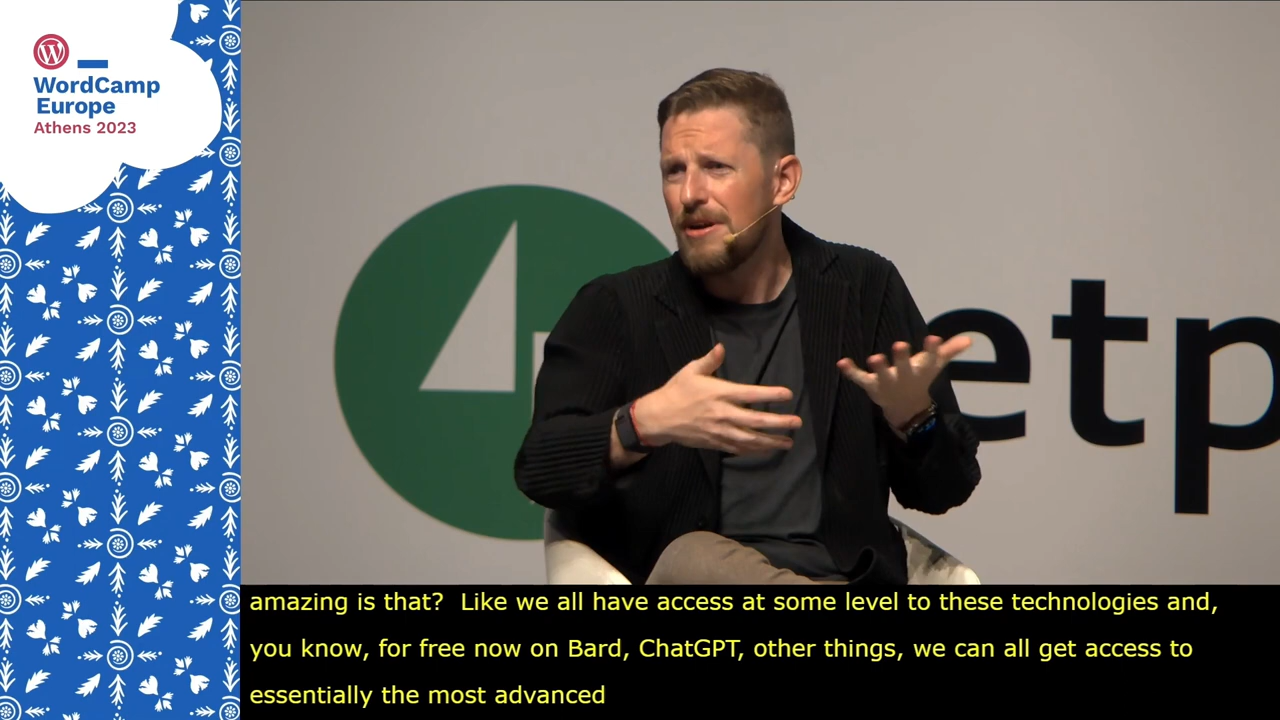 WordCamp
Europe
Athens 2023
etp
amazing is that?  Like we all have access at some level to these technologies and,
you know, for free now on Bard, ChatGPT, other things, we can all get access to
essentially the most advanced